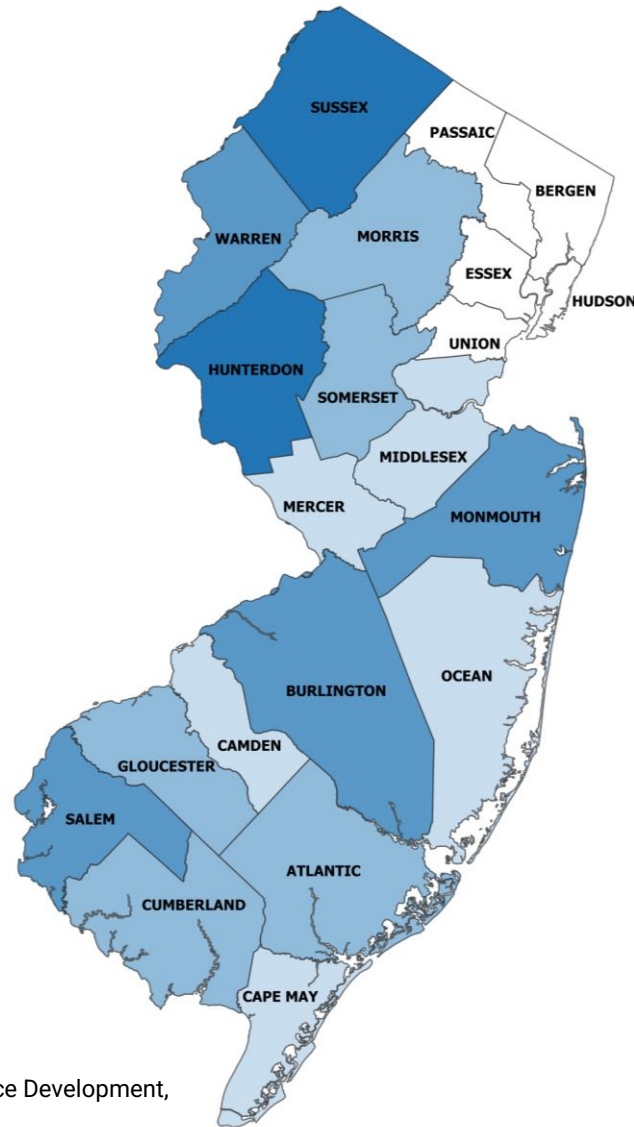 SUSSEX
PASSAIC
BERGEN
WARREN
MORRIS
ESSEX
HUDSON
UNION
HUNTERDON
SOMERSET
MIDDLESEX
MERCER
MONMOUTH
OCEAN
BURLINGTON
CAMDEN
GLOUCESTER
SALEM
ATLANTIC
CUMBERLAND
CAPE MAY
ce Development,